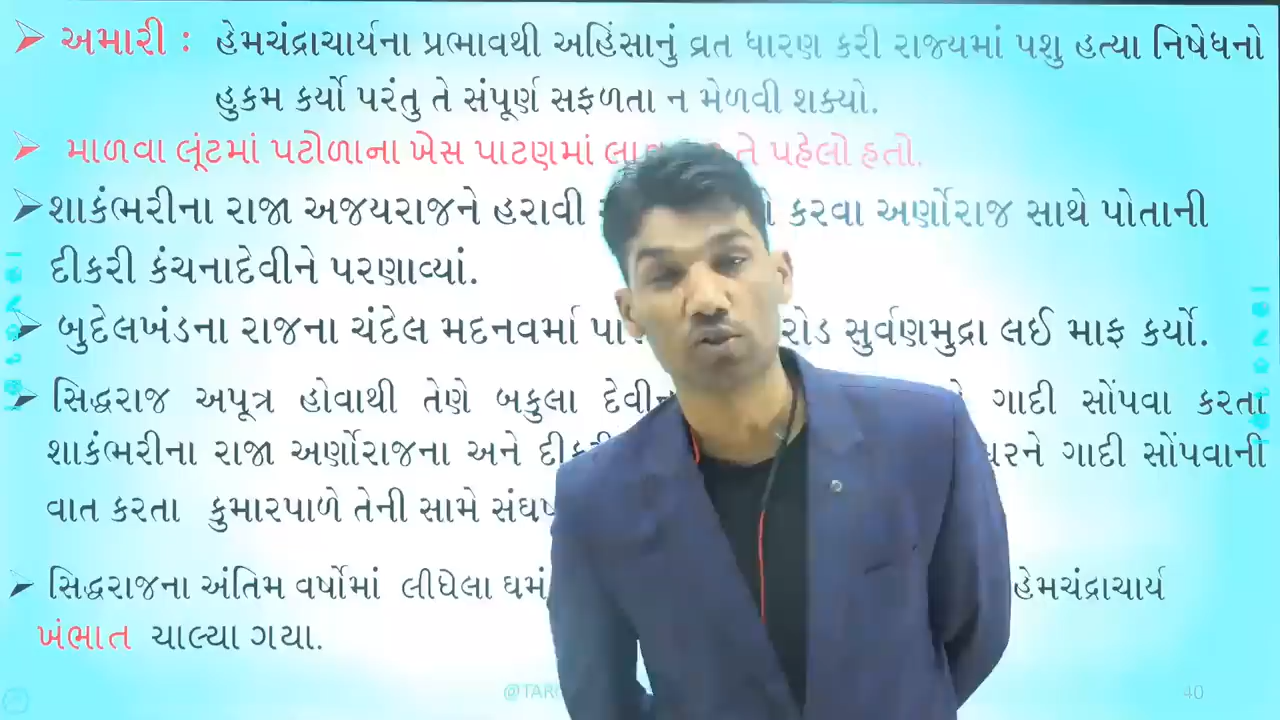 અમારી : હેમચંદ્રાચાર્યના પ્રભાવથી અહિંસાનું વ્રત ધારણ કરી રાજ્યમાં પશુ હત્યા નિષેધનો
હુકમ કર્યો પરંતુ તે સંપૂર્ણ સફળતા ન મેળવી શક્યો.
માળવા લૂંટમાં પટોળાના ખેસ પાટણમાં તે પહેલો હતો.
શાકંભરીના રાજા અજયરાજને હરાવી કરવા અર્ણોરાજ સાથે પોતાની
દીકરી કંચનાદેવીને પરણાવ્યાં.
બુદેલખંડના રાજના ચંદેલ મદનવર્મા સુર્વણમુદ્રા લઈ માફ કર્યો.
સિદ્ધરાજ અપૂત્ર હોવાથી તેણે બકુલા ગાદી સોંપવા કરતા
શાકંભરીના રાજા અર્ણોરાજના અને ગાદી સોંપવાની
વાત કરતા કુમારપાળે તેની સામે
સિદ્ધરાજના અંતિમ વર્ષોમાં લીધેલા હેમચંદ્રાચાર્ય
ખંભાત ચાલ્યા ગયા.
40